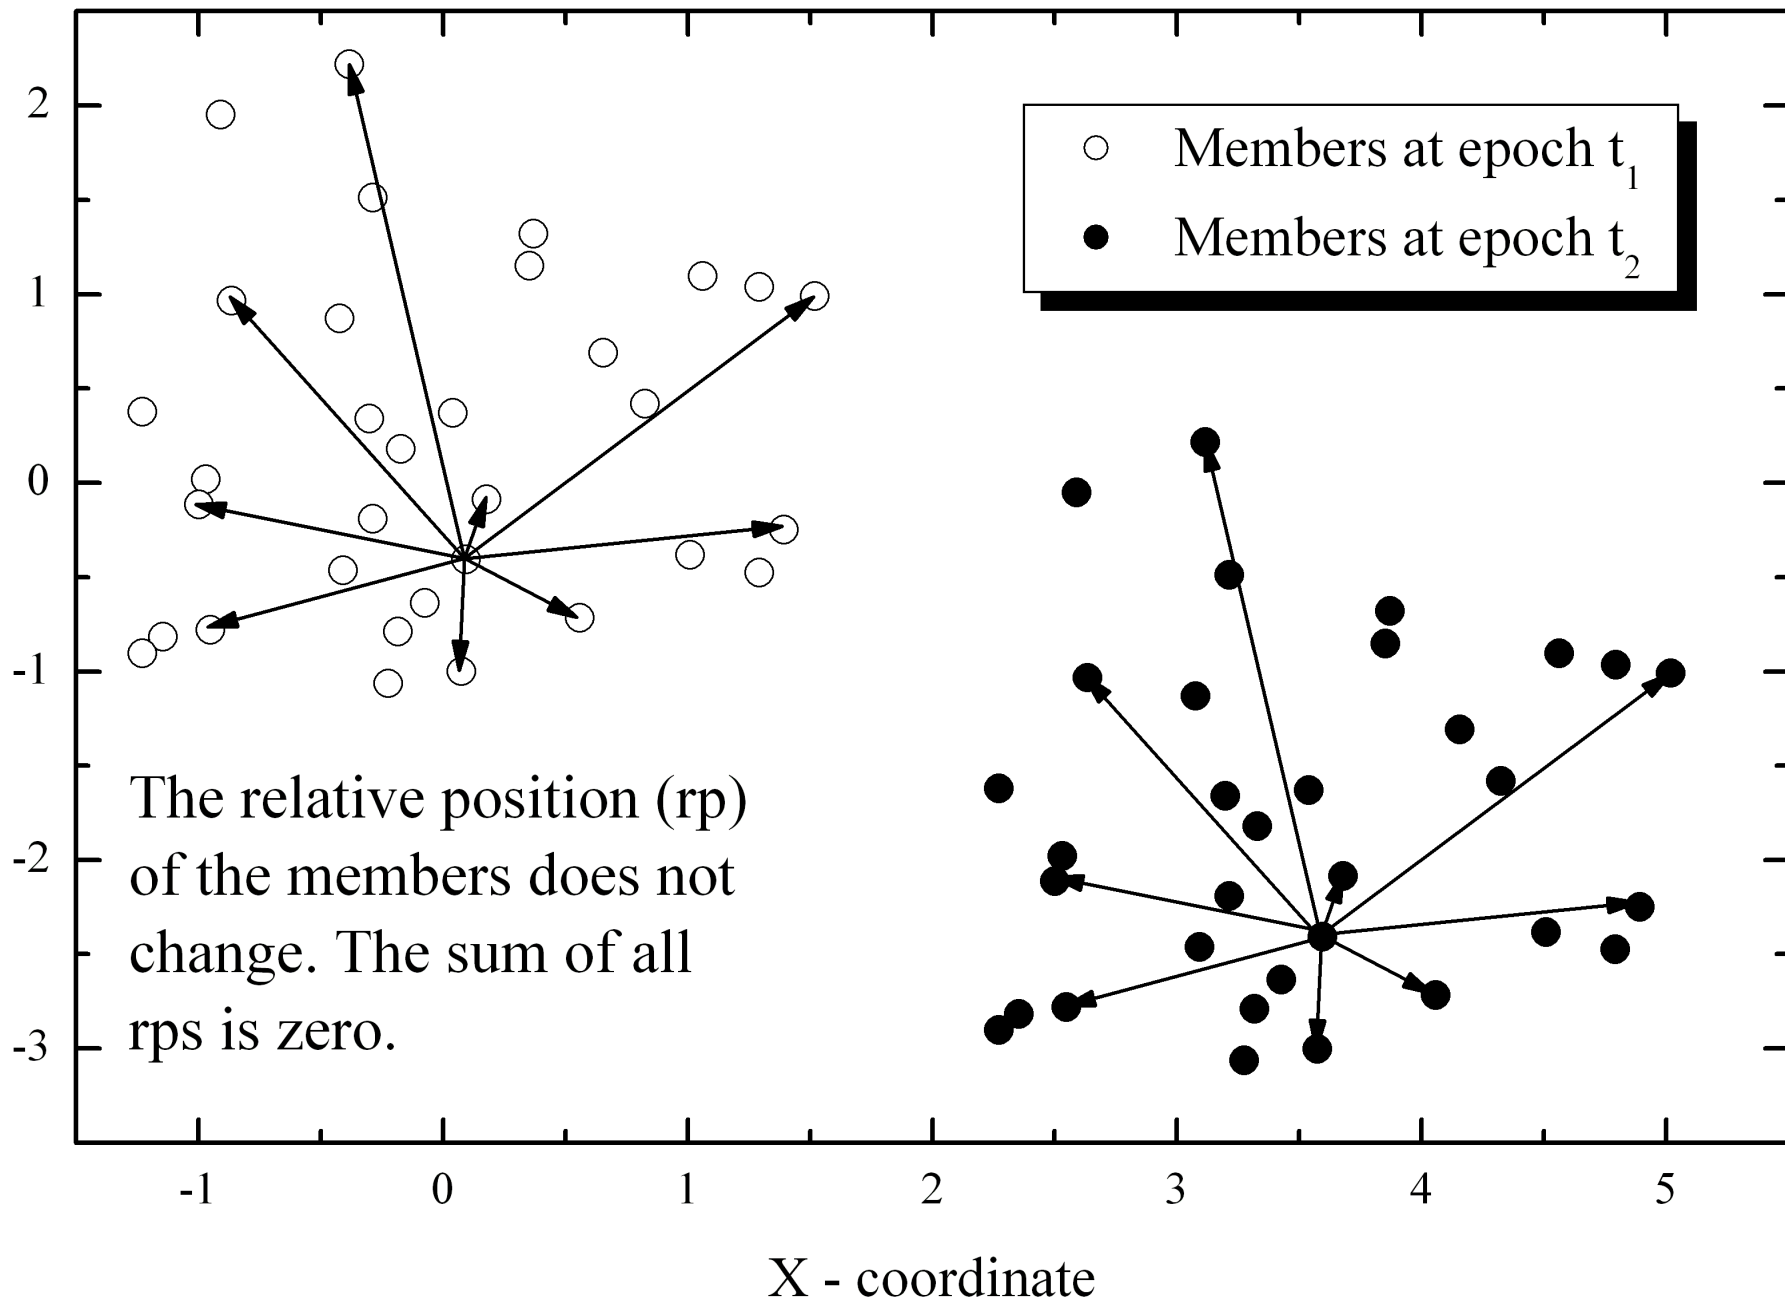 2
1
0
-1
-2
-3
Members at epoch t₁
Members at epoch t₂
The relative position (rp)
of the members does not
change. The sum of all
rps is zero.
-1 0 1 2 3 4 5
X - coordinate